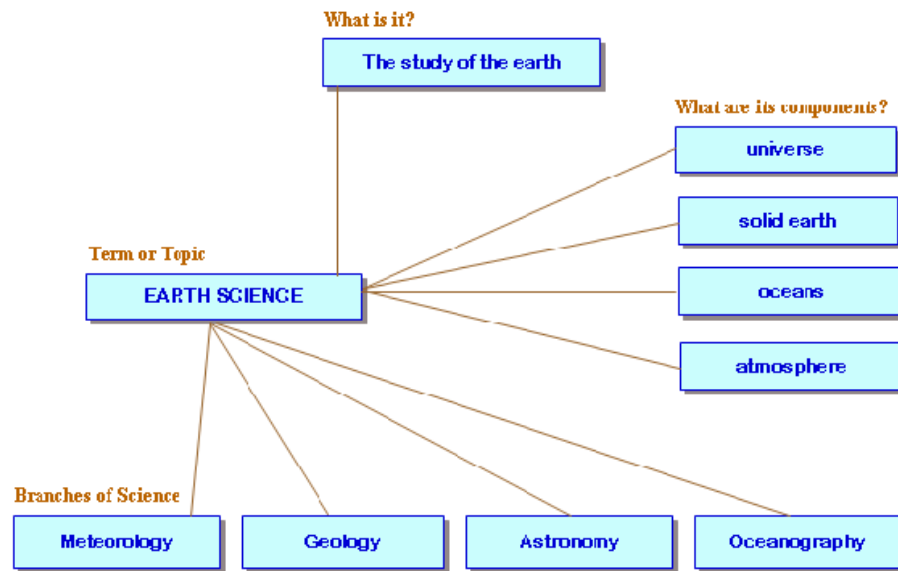 What is it?
The study of the earth
What are its components?
universe
solid earth
Term or Topic
EARTH SCIENCE
oceans
atmosphere
Branches of Science
Meteorology
Geology
Astronomy
Oceanography